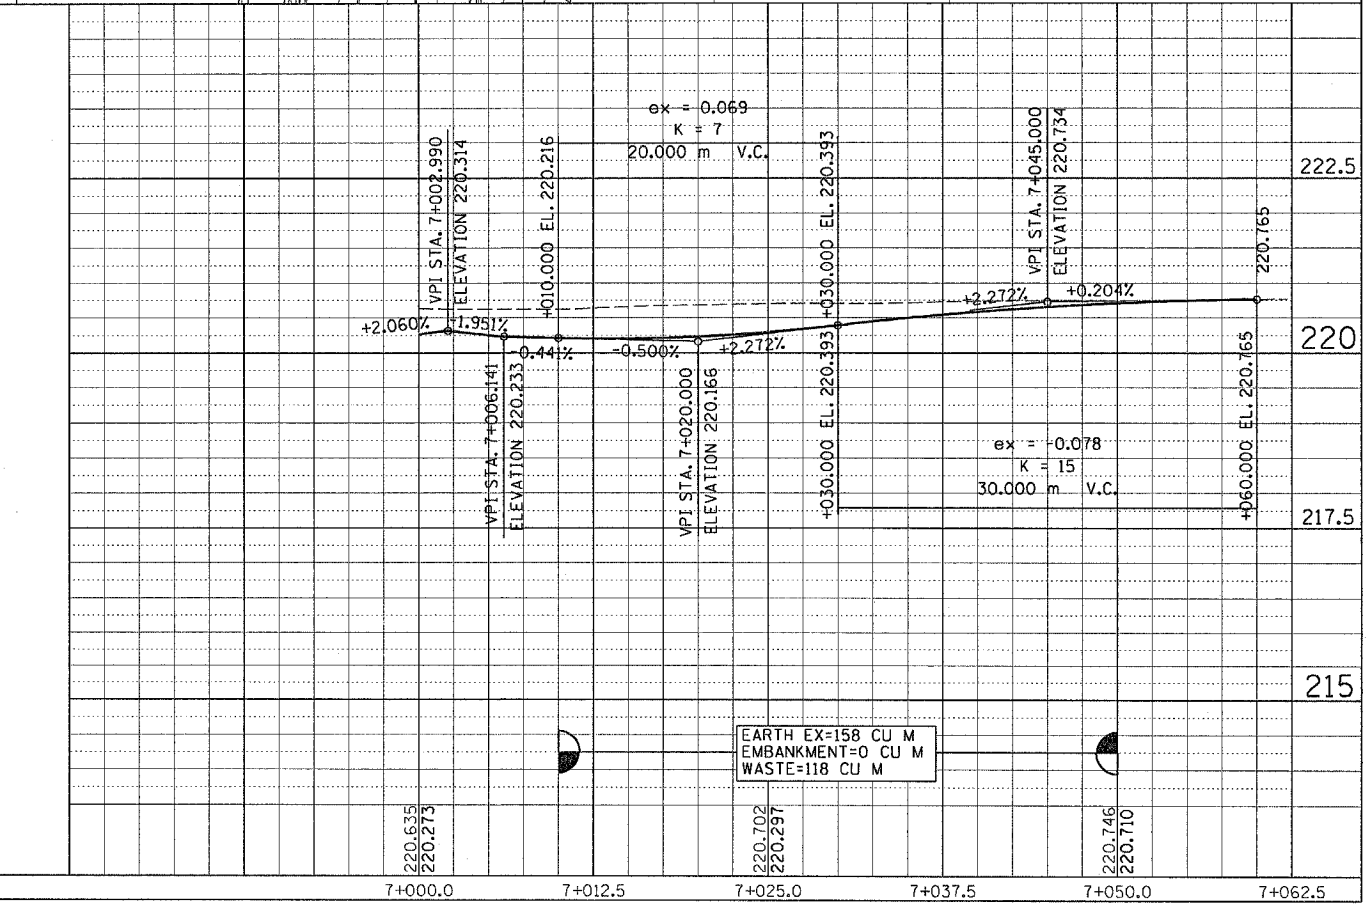 ex = 0.069
K = 7
20.000 m V.C.
VPI STA. 7+002.990
ELEVATION 220.314
+010.000 EL. 220.216
+030.000 EL. 220.393
VPI STA. 7+045.000
ELEVATION 220.734
222.5
220.765
+2.060%
-1.951%
-0.441%
-0.500%
+2.272%
+2.272%
+0.204%
220
VPI STA. 7+006.141
ELEVATION 220.233
VPI STA. 7+020.000
ELEVATION 220.166
+030.000 EL. 220.393
ex = -0.078
K = 15
30.000 m V.C.
+060.000 EL. 220.765
217.5
215
EARTH EX=158 CU M
EMBANKMENT=0 CU M
WASTE=118 CU M
220.635
220.273
220.702
220.297
220.746
220.710
7+000.0
7+012.5
7+025.0
7+037.5
7+050.0
7+062.5